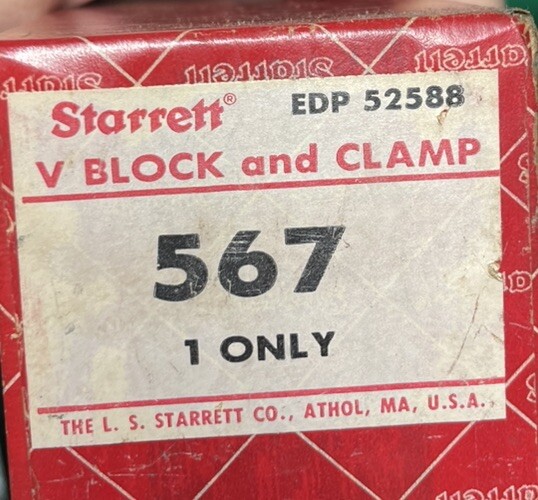 Starrett® EDP 52588
V BLOCK and CLAMP
567
1 ONLY
THE L. S. STARRETT CO., ATHOL, MA, U.S.A.